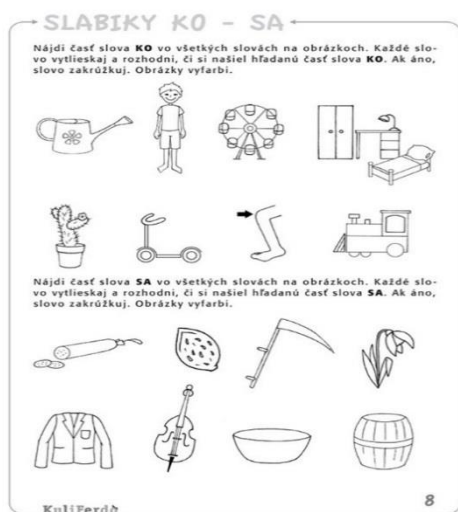 SLABIKY KO - SA
Nájdi časť slova KO vo všetkých slovách na obrázkoch. Každé slo-
vo vytlieskaj a rozhodni, či si našiel hľadanú časť slova KO. Ak áno,
slovo zakrúžkuj. Obrázky vyfarbi.
Nájdi časť slova SA vo všetkých slovách na obrázkoch. Každé slo-
vo vytlieskaj a rozhodni, či si našiel hľadanú časť slova SA. Ak áno,
slovo zakrúžkuj. Obrázky vyfarbi.
KuliFerdo
8